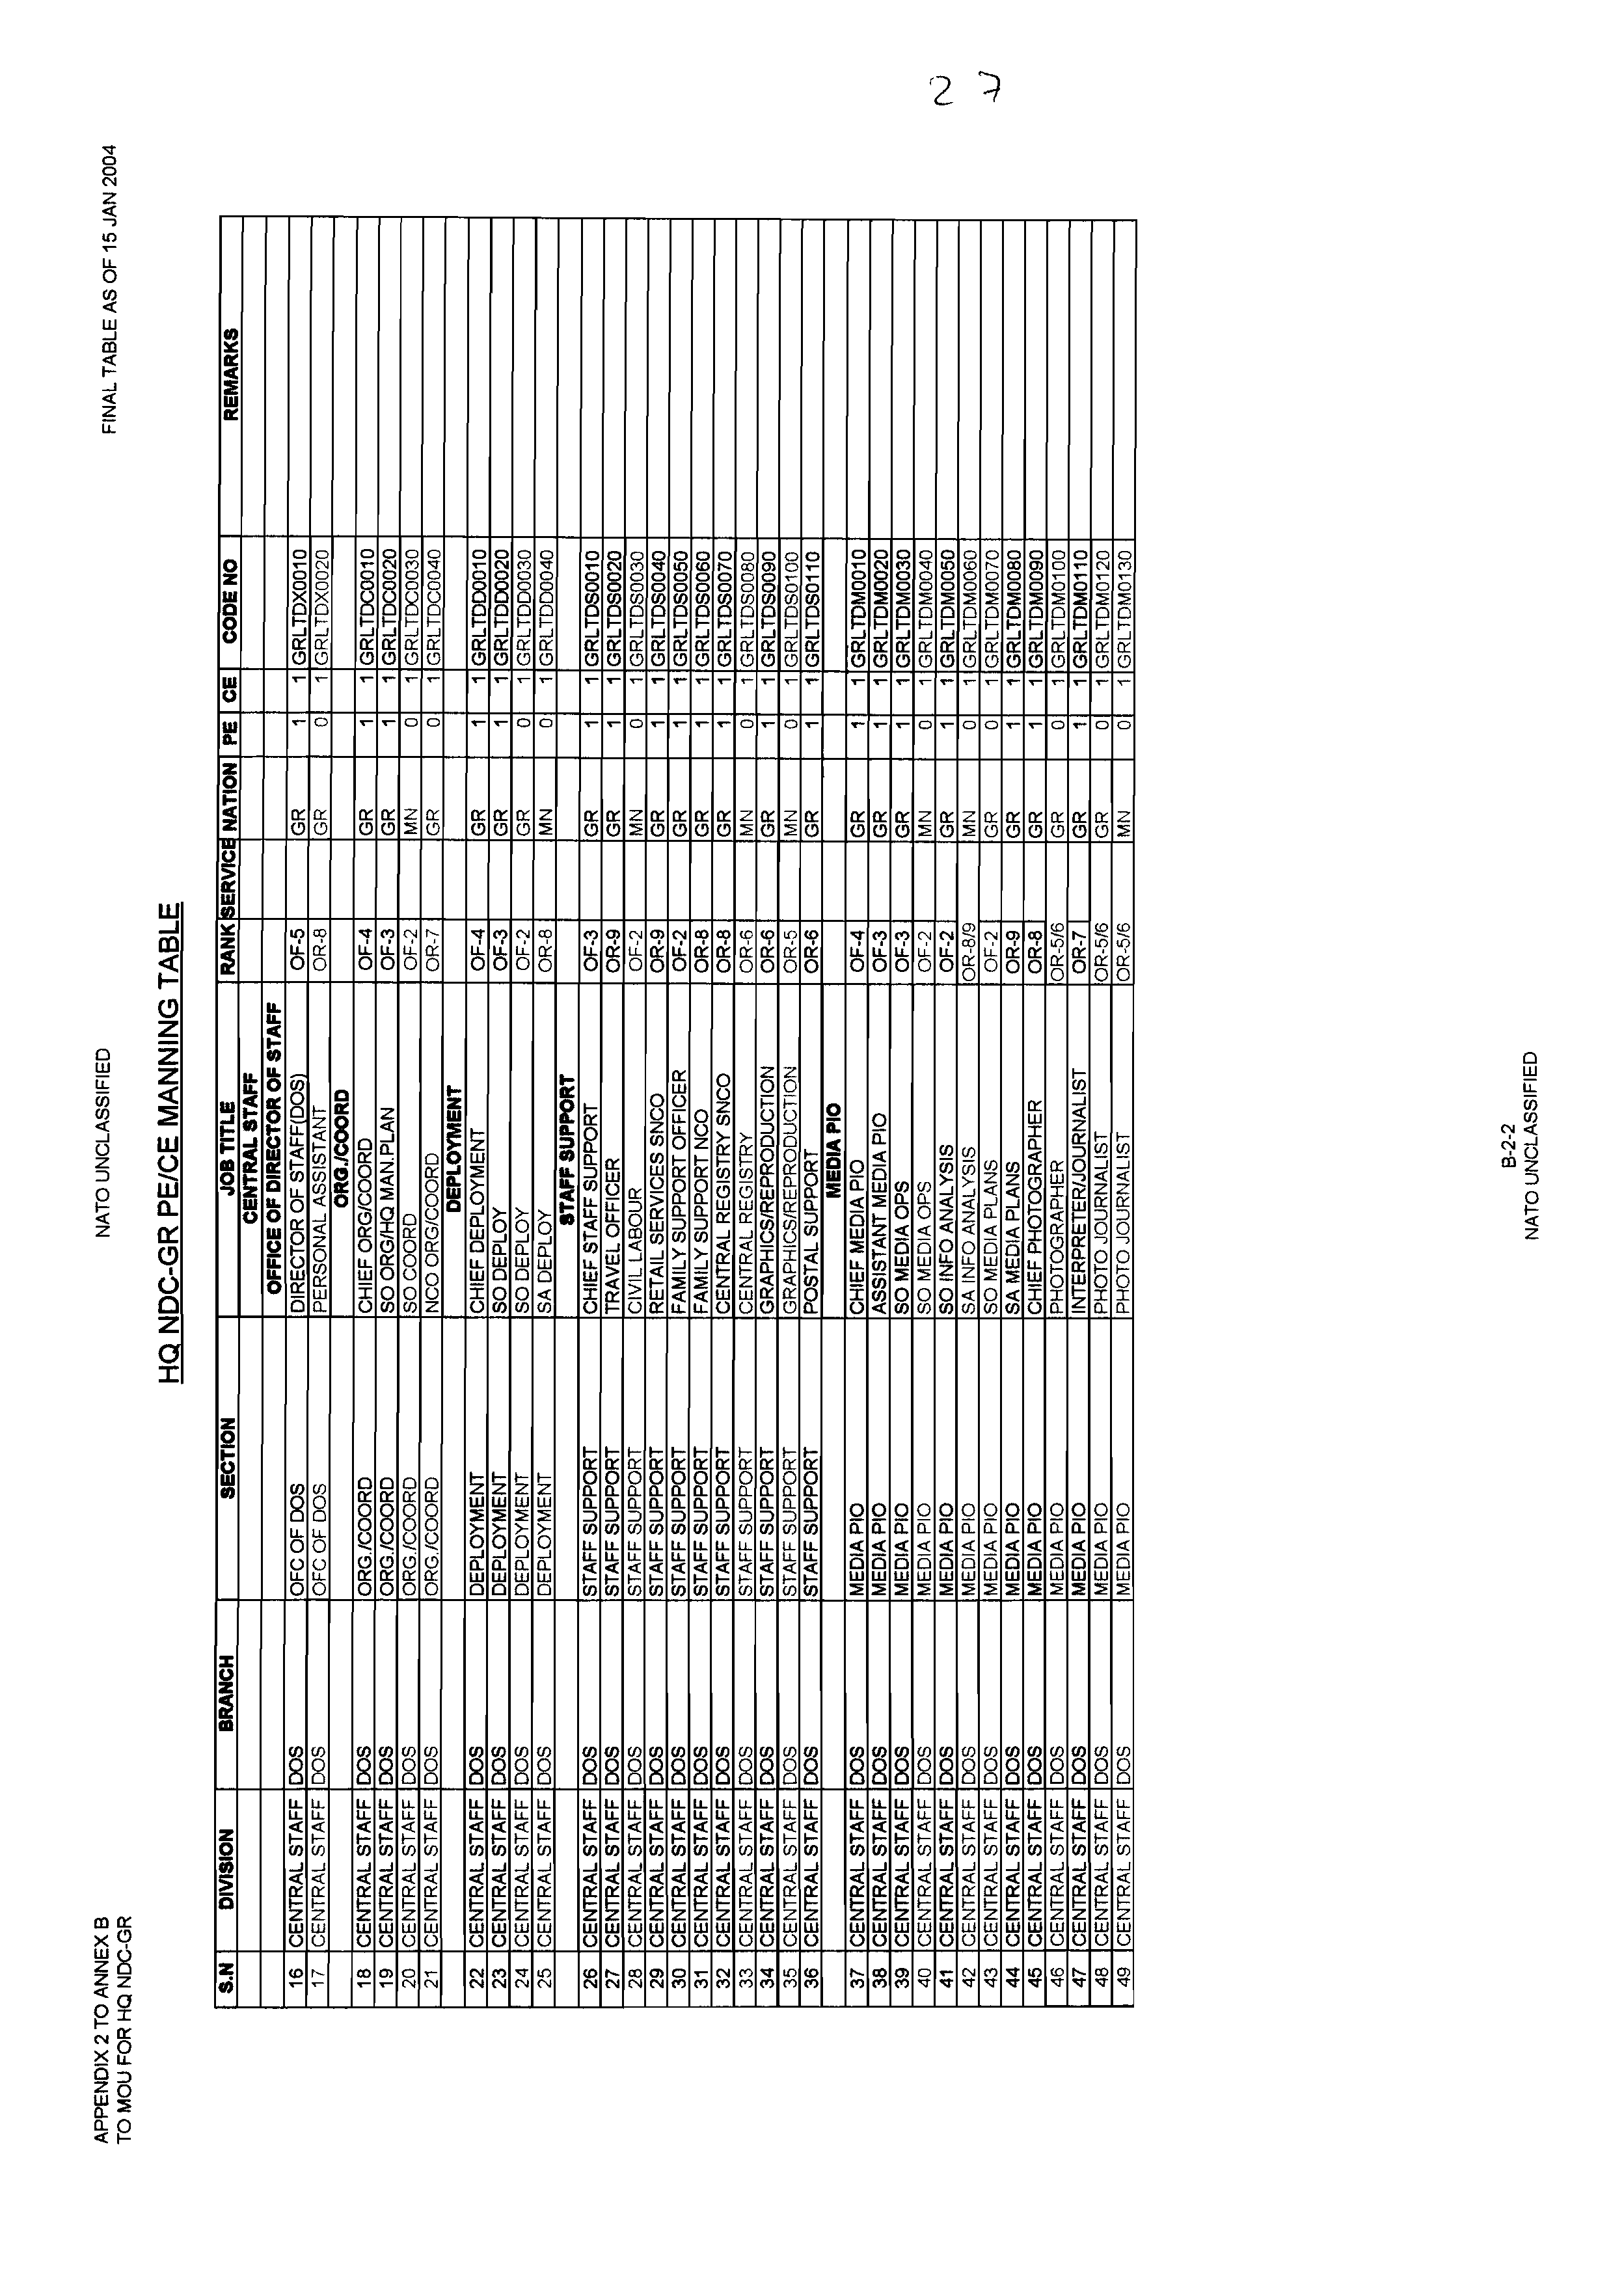 APPENDIX 2 TO ANNEX B
TO MOU FOR HQ NDC-GR
NATO UNCLASSIFIED
FINAL TABLE AS OF 15 JAN 2004
27
HQ NDC-GR PE/CE MANNING TABLE
S.N DIVISION BRANCH SECTION JOB TITLE RANK SERVICE NATION PE CE CODE NO REMARKS
CENTRAL STAFF
OFFICE OF DIRECTOR OF STAFF
16 CENTRAL STAFF DOS OFC OF DOS DIRECTOR OF STAFF(DOS) OF-5 GR 1 1 GRLTDX0010
17 CENTRAL STAFF DOS OFC OF DOS PERSONAL ASSISTANT OR-8 GR 0 1 GRLTDX0020
ORG./COORD
18 CENTRAL STAFF DOS ORG./COORD CHIEF ORG/COORD OF-4 GR 1 1 GRLTDC0010
19 CENTRAL STAFF DOS ORG./COORD SO ORG/HQ MAN.PLAN OF-3 GR 1 1 GRLTDC0020
20 CENTRAL STAFF DOS ORG./COORD SO COORD OF-2 MN 0 1 GRLTDC0030
21 CENTRAL STAFF DOS ORG./COORD NCO ORG/COORD OR-7 GR 0 1 GRLTDC0040
DEPLOYMENT
22 CENTRAL STAFF DOS DEPLOYMENT CHIEF DEPLOYMENT OF-4 GR 1 1 GRLTDD0010
23 CENTRAL STAFF DOS DEPLOYMENT SO DEPLOY OF-3 GR 1 1 GRLTDD0020
24 CENTRAL STAFF DOS DEPLOYMENT SO DEPLOY OF-2 GR 0 1 GRLTDD0030
25 CENTRAL STAFF DOS DEPLOYMENT SA DEPLOY OR-8 MN 0 1 GRLTDD0040
STAFF SUPPORT
26 CENTRAL STAFF DOS STAFF SUPPORT CHIEF STAFF SUPPORT OF-3 GR 1 1 GRLTDS0010
27 CENTRAL STAFF DOS STAFF SUPPORT TRAVEL OFFICER OR-9 GR 1 1 GRLTDS0020
28 CENTRAL STAFF DOS STAFF SUPPORT CIVIL LABOUR OF-2 MN 0 1 GRLTDS0030
29 CENTRAL STAFF DOS STAFF SUPPORT RETAIL SERVICES SNCO OR-9 GR 1 1 GRLTDS0040
30 CENTRAL STAFF DOS STAFF SUPPORT FAMILY SUPPORT OFFICER OF-2 GR 1 1 GRLTDS0050
31 CENTRAL STAFF DOS STAFF SUPPORT FAMILY SUPPORT NCO OR-8 GR 1 1 GRLTDS0060
32 CENTRAL STAFF DOS STAFF SUPPORT CENTRAL REGISTRY SNCO OR-8 GR 1 1 GRLTDS0070
33 CENTRAL STAFF DOS STAFF SUPPORT CENTRAL REGISTRY OR-6 MN 0 1 GRLTDS0080
34 CENTRAL STAFF DOS STAFF SUPPORT GRAPHICS/REPRODUCTION OR-6 GR 1 1 GRLTDS0090
35 CENTRAL STAFF DOS STAFF SUPPORT GRAPHICS/REPRODUCTION OR-5 MN 0 1 GRLTDS0100
36 CENTRAL STAFF DOS STAFF SUPPORT POSTAL SUPPORT OR-6 GR 1 1 GRLTDS0110
MEDIA PIO
37 CENTRAL STAFF DOS MEDIA PIO CHIEF MEDIA PIO OF-4 GR 1 1 GRLTDM0010
38 CENTRAL STAFF DOS MEDIA PIO ASSISTANT MEDIA PIO OF-3 GR 1 1 GRLTDM0020
39 CENTRAL STAFF DOS MEDIA PIO SO MEDIA OPS OF-3 GR 1 1 GRLTDM0030
40 CENTRAL STAFF DOS MEDIA PIO SO MEDIA OPS OF-2 MN 0 1 GRLTDM0040
41 CENTRAL STAFF DOS MEDIA PIO SO INFO ANALYSIS OF-2 GR 1 1 GRLTDM0050
42 CENTRAL STAFF DOS MEDIA PIO SA INFO ANALYSIS OR-8/9 MN 0 1 GRLTDM0060
43 CENTRAL STAFF DOS MEDIA PIO SO MEDIA PLANS OF-2 GR 0 1 GRLTDM0070
44 CENTRAL STAFF DOS MEDIA PIO SA MEDIA PLANS OR-9 GR 1 1 GRLTDM0080
45 CENTRAL STAFF DOS MEDIA PIO CHIEF PHOTOGRAPHER OR-8 GR 1 1 GRLTDM0090
46 CENTRAL STAFF DOS MEDIA PIO PHOTOGRAPHER OR-5/6 GR 0 1 GRLTDM0100
47 CENTRAL STAFF DOS MEDIA PIO INTERPRETER/JOURNALIST OR-7 GR 1 1 GRLTDM0110
48 CENTRAL STAFF DOS MEDIA PIO PHOTO JOURNALIST OR-5/6 GR 0 1 GRLTDM0120
49 CENTRAL STAFF DOS MEDIA PIO PHOTO JOURNALIST OR-5/6 MN 0 1 GRLTDM0130
B-2-2
NATO UNCLASSIFIED